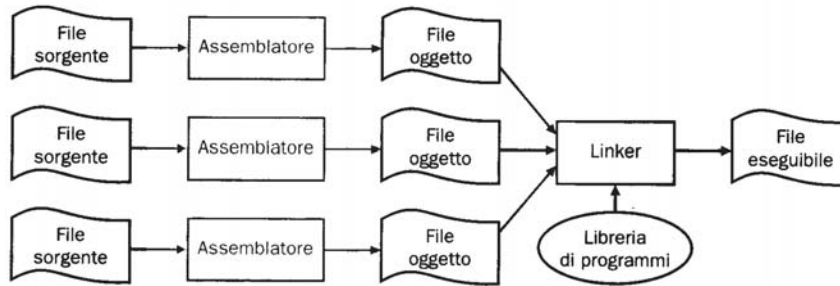 File
sorgente
Assemblatore
File
oggetto
File
sorgente
Assemblatore
File
oggetto
Linker
File
eseguibile
File
sorgente
Assemblatore
File
oggetto
Libreria
di programmi